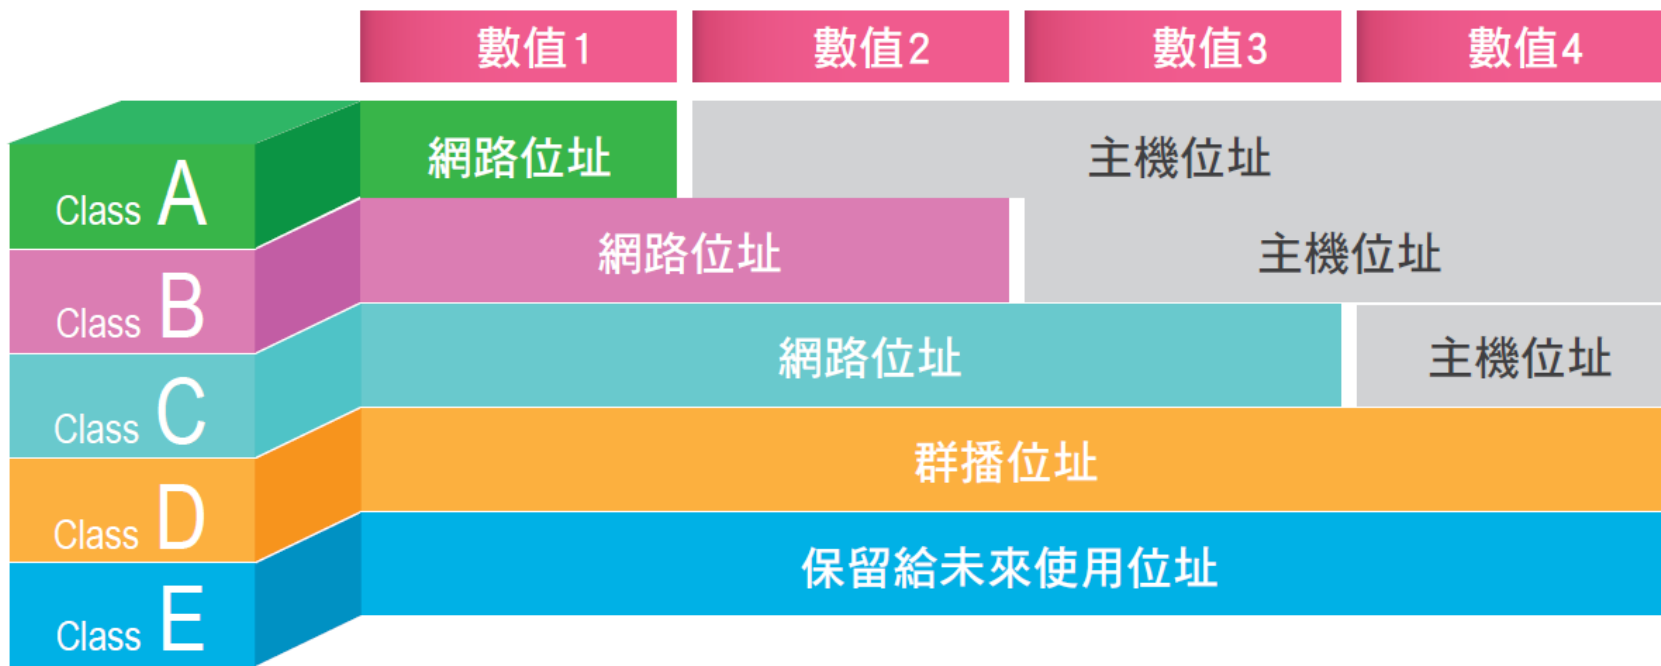 數值1 數值2 數值3 數值4
Class A 網路位址 主機位址
Class B 網路位址 主機位址
Class C 網路位址 主機位址
Class D 群播位址
Class E 保留給未來使用位址